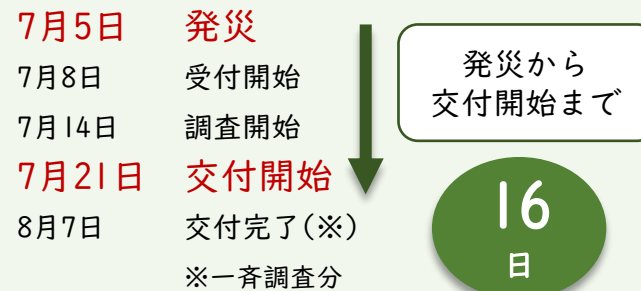 7月5日 発災
7月8日 受付開始
7月14日 調査開始
7月21日 交付開始
8月7日 交付完了(※)
※一斉調査分
発災から
交付開始まで
16
日